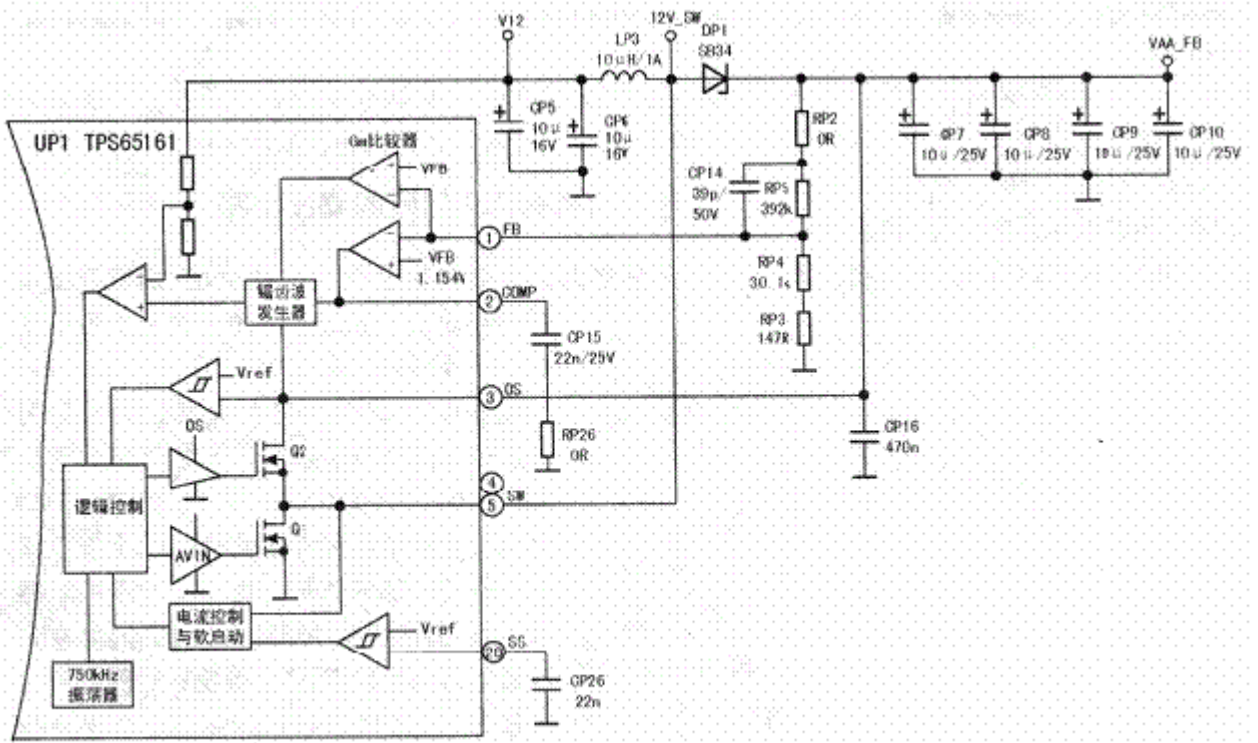 V12
12V_SW
DP1
SB34
LP3
10μH/1A
VAA_FB
UP1 TPS65161
Gm比较器
CP5
10μ
16V
CP6
10μ
16V
RP2
0R
CP7
10μ/25V
CP8
10μ/25V
CP9
10μ/25V
CP10
10μ/25V
VFB
CP14
39p/
50V
RP5
392k
1
FB
VFB
1.154V
RP4
30.1k
锯齿波
发生器
2
COMP
CP15
22n/25V
RP3
147R
Vref
3
OS
OS
RP26
0R
CP16
470n
Q2
4
逻辑控制
5
SW
Q
AVIN
电流控制
与软启动
Vref
20
SS
CP26
22n
750kHz
振荡器